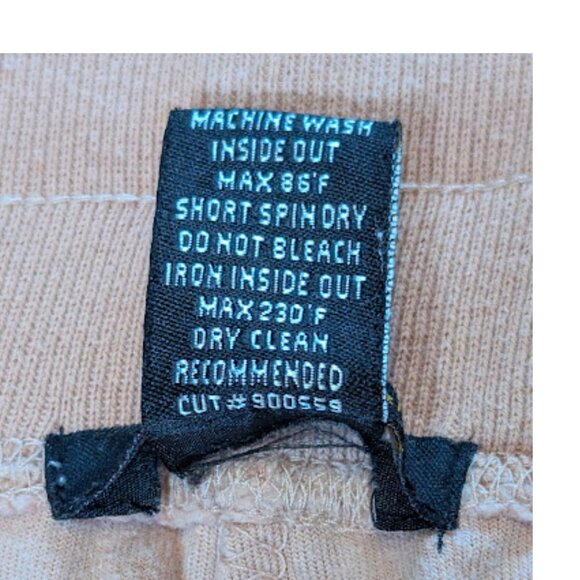 MACHINE WASH
INSIDE OUT
MAX 86°F
SHORT SPIN DRY
DO NOT BLEACH
IRON INSIDE OUT
MAX 230°F
DRY CLEAN
RECOMMENDED
CUT# 900559